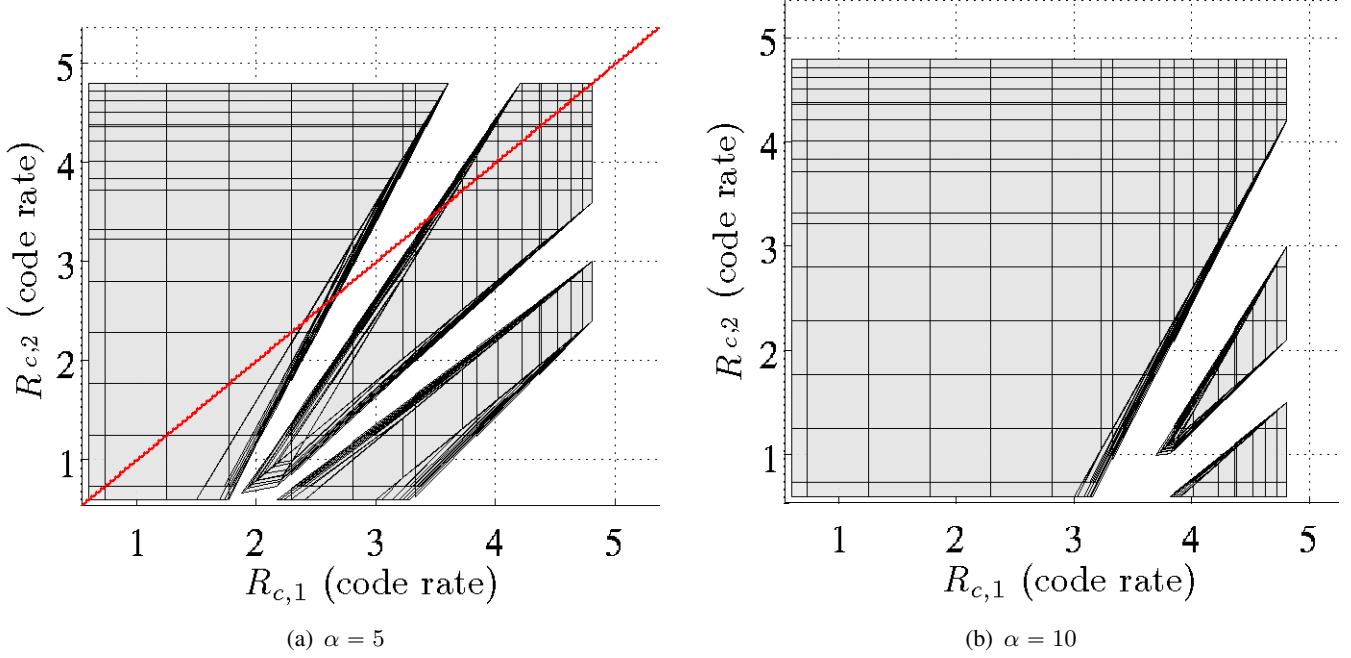 5
4
3
2
1
R c,2 (code rate)
1 2 3 4 5
R c,1 (code rate)
(a) α = 5
5
4
3
2
1
R c,2 (code rate)
1 2 3 4 5
R c,1 (code rate)
(b) α = 10